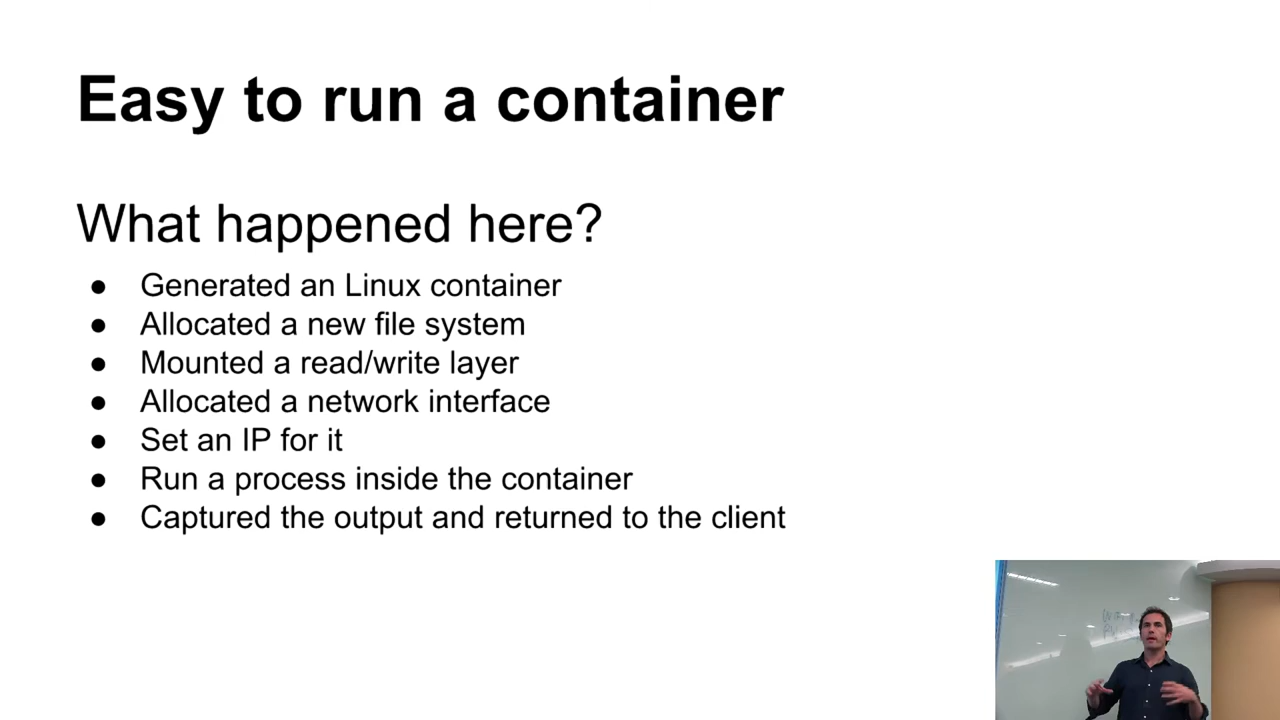 Easy to run a container
What happened here?
● Generated an Linux container
● Allocated a new file system
● Mounted a read/write layer
● Allocated a network interface
● Set an IP for it
● Run a process inside the container
● Captured the output and returned to the client